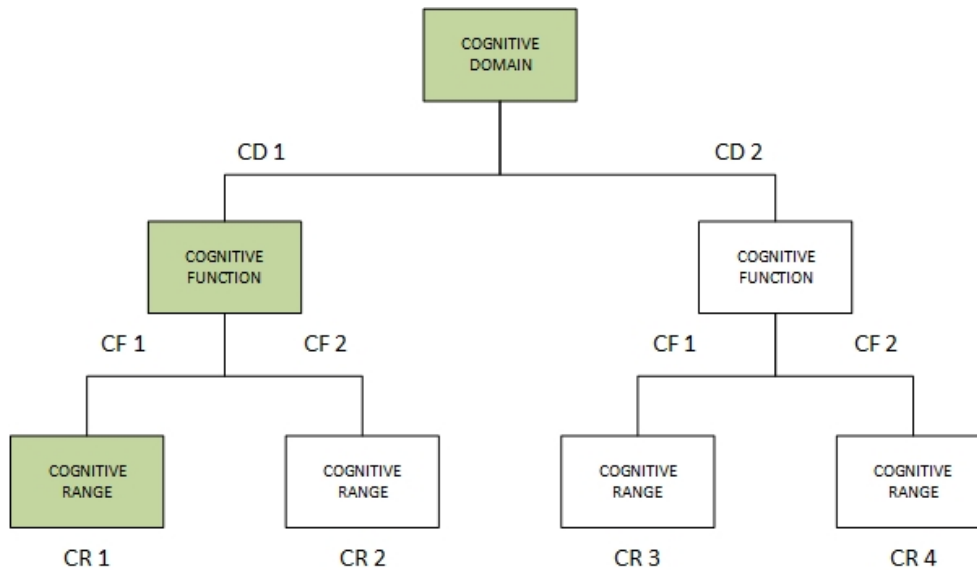 COGNITIVE
DOMAIN
CD 1
CD 2
COGNITIVE
FUNCTION
COGNITIVE
FUNCTION
CF 1
CF 2
CF 1
CF 2
COGNITIVE
RANGE
COGNITIVE
RANGE
COGNITIVE
RANGE
COGNITIVE
RANGE
CR 1
CR 2
CR 3
CR 4